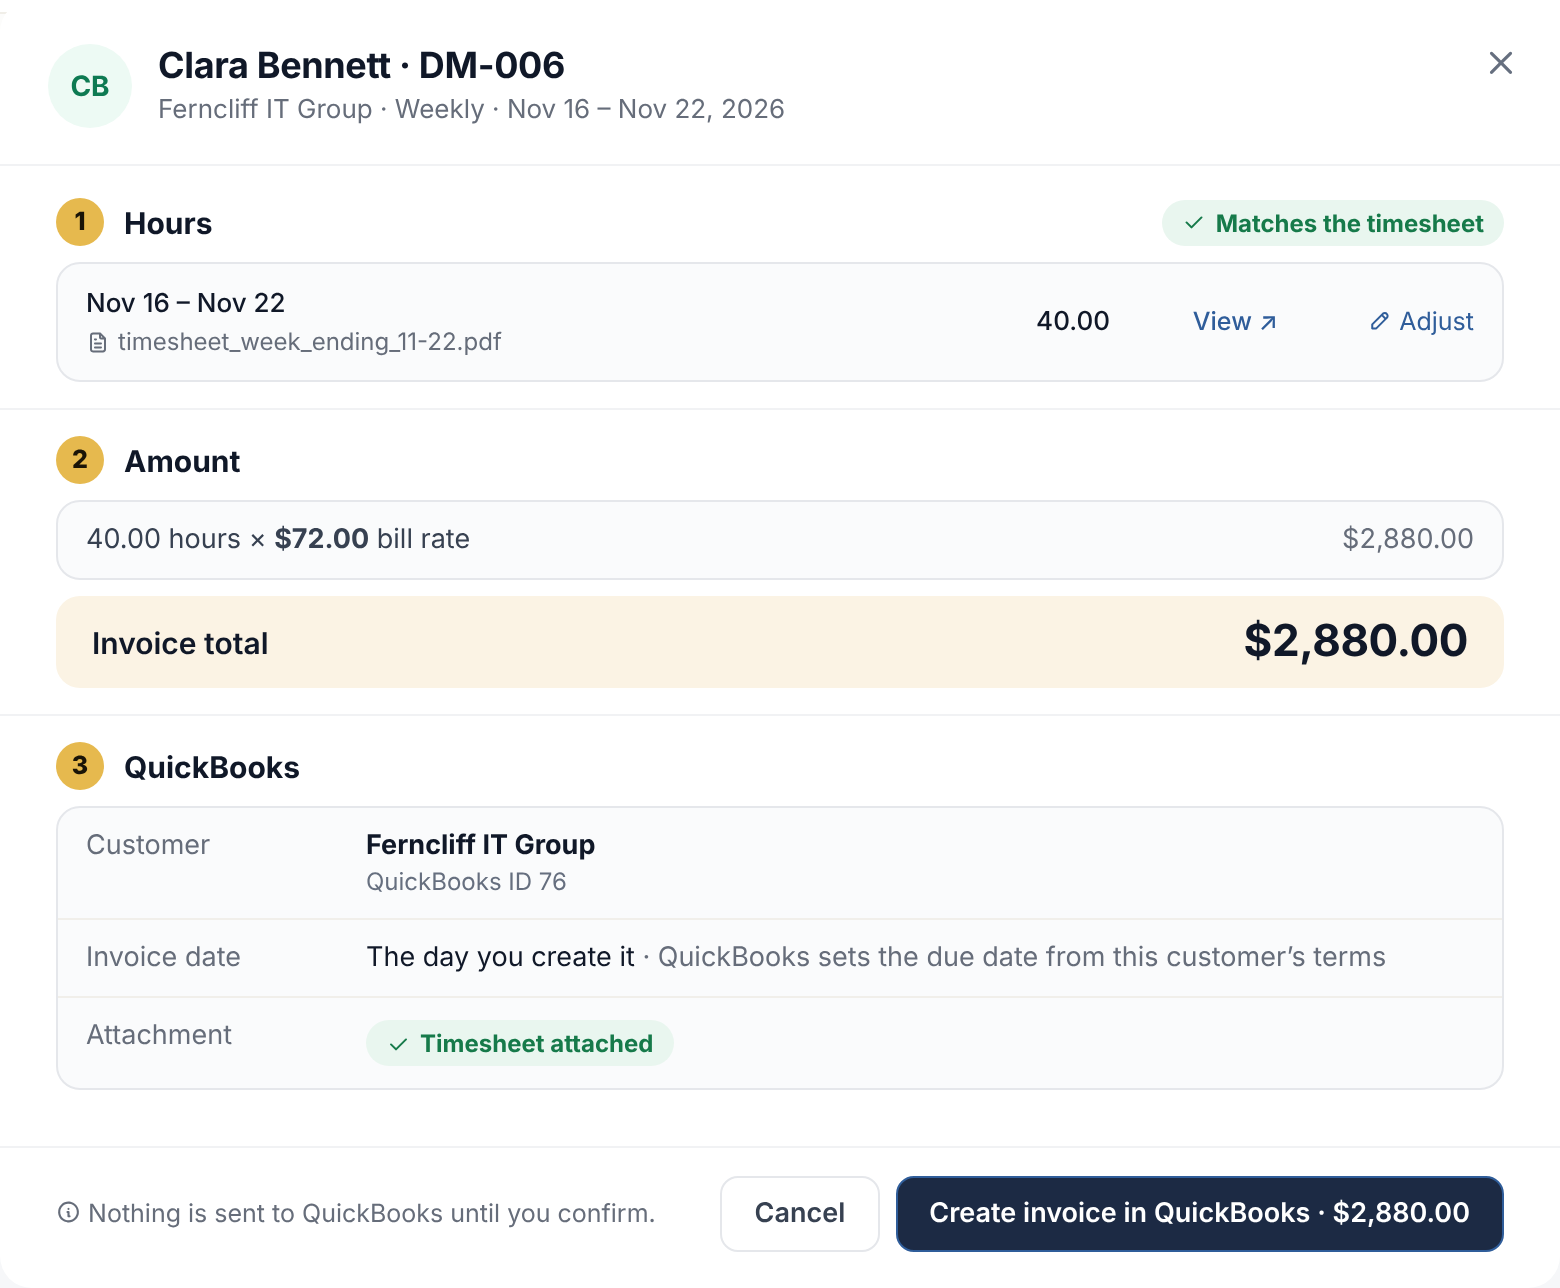 CB
Clara Bennett · DM-006
Ferncliff IT Group · Weekly · Nov 16 – Nov 22, 2026
1 Hours
Matches the timesheet
Nov 16 – Nov 22
timesheet_week_ending_11-22.pdf
40.00
View ↗
Adjust
2 Amount
40.00 hours × $72.00 bill rate $2,880.00
Invoice total $2,880.00
3 QuickBooks
Customer Ferncliff IT Group
QuickBooks ID 76
Invoice date The day you create it · QuickBooks sets the due date from this customer’s terms
Attachment Timesheet attached
Nothing is sent to QuickBooks until you confirm.
Cancel
Create invoice in QuickBooks · $2,880.00